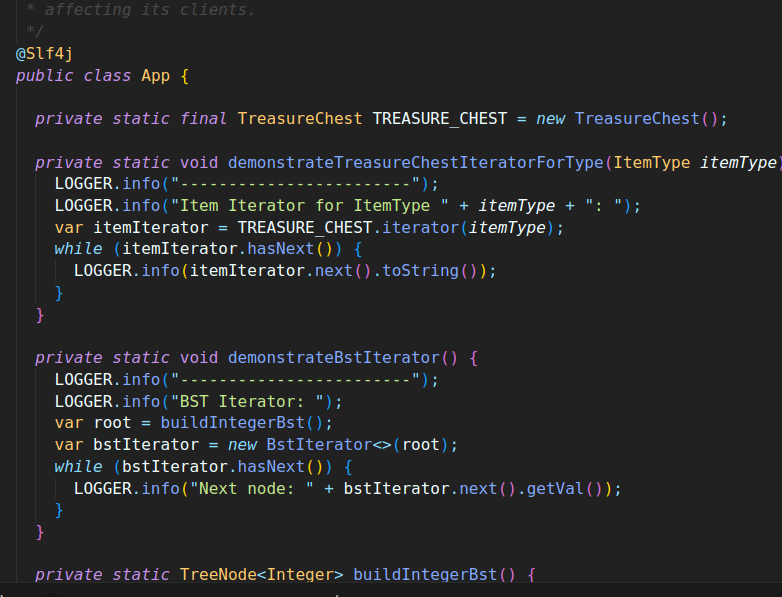 * affecting its clients.
*/
@Slf4j
public class App {
private static final TreasureChest TREASURE_CHEST = new TreasureChest();
private static void demonstrateTreasureChestIteratorForType(ItemType itemType)
LOGGER.info("------------------------");
LOGGER.info("Item Iterator for ItemType " + itemType + ": ");
var itemIterator = TREASURE_CHEST.iterator(itemType);
while (itemIterator.hasNext()) {
LOGGER.info(itemIterator.next().toString());
}
}
private static void demonstrateBstIterator() {
LOGGER.info("------------------------");
LOGGER.info("BST Iterator: ");
var root = buildIntegerBst();
var bstIterator = new BstIterator<>(root);
while (bstIterator.hasNext()) {
LOGGER.info("Next node: " + bstIterator.next().getVal());
}
}
private static TreeNode<Integer> buildIntegerBst() {